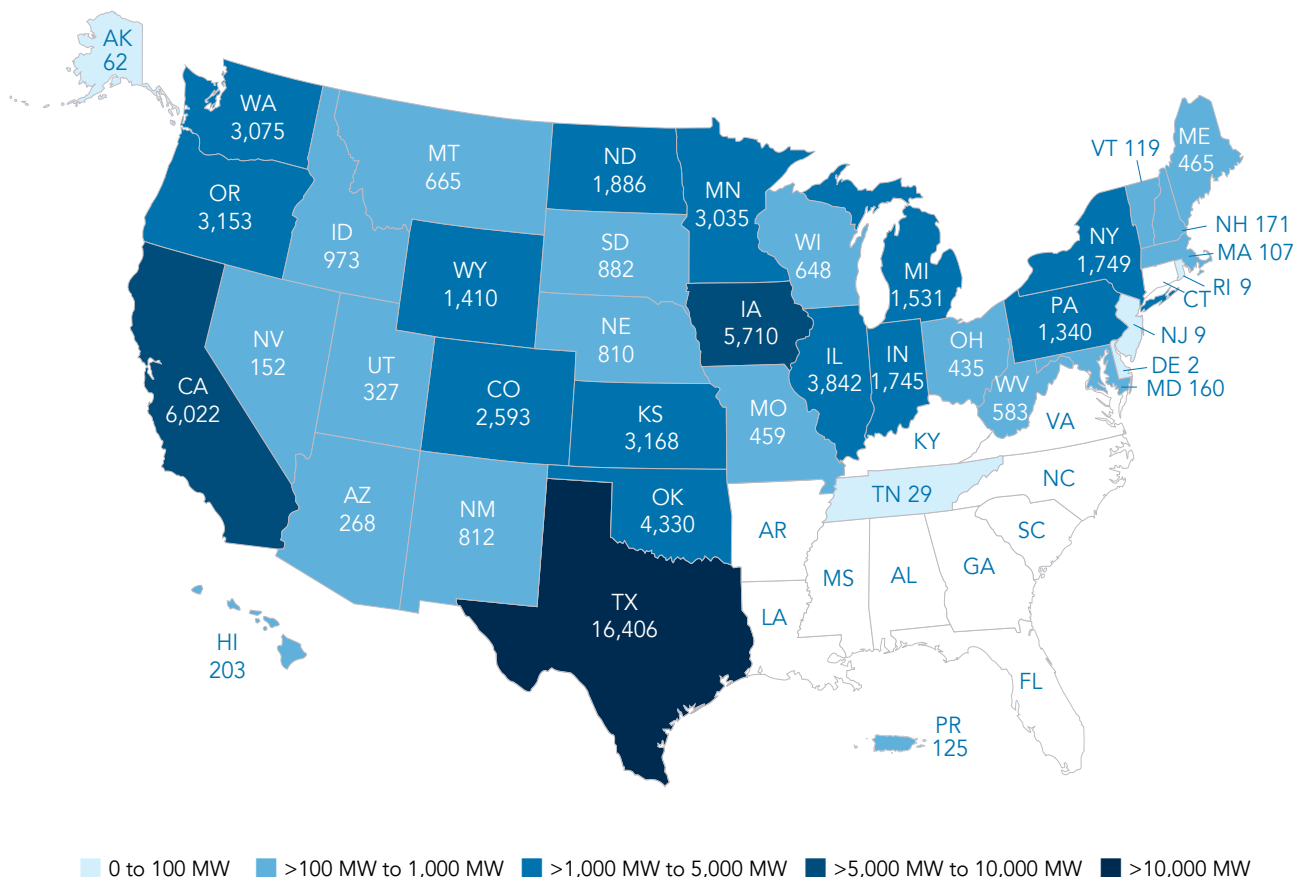 AK
62
WA
3,075
OR
3,153
CA
6,022
NV
152
ID
973
MT
665
WY
1,410
UT
327
CO
2,593
AZ
268
NM
812
ND
1,886
SD
882
NE
810
KS
3,168
OK
4,330
TX
16,406
MN
3,035
IA
5,710
MO
459
WI
648
IL
3,842
MI
1,531
IN
1,745
OH
435
WV
583
KY
TN 29
AR
LA
MS
AL
GA
FL
SC
NC
VA
PA
1,340
NY
1,749
VT 119
ME
465
NH 171
MA 107
RI 9
CT
NJ 9
DE 2
MD 160
HI
203
PR
125
0 to 100 MW
>100 MW to 1,000 MW
>1,000 MW to 5,000 MW
>5,000 MW to 10,000 MW
>10,000 MW